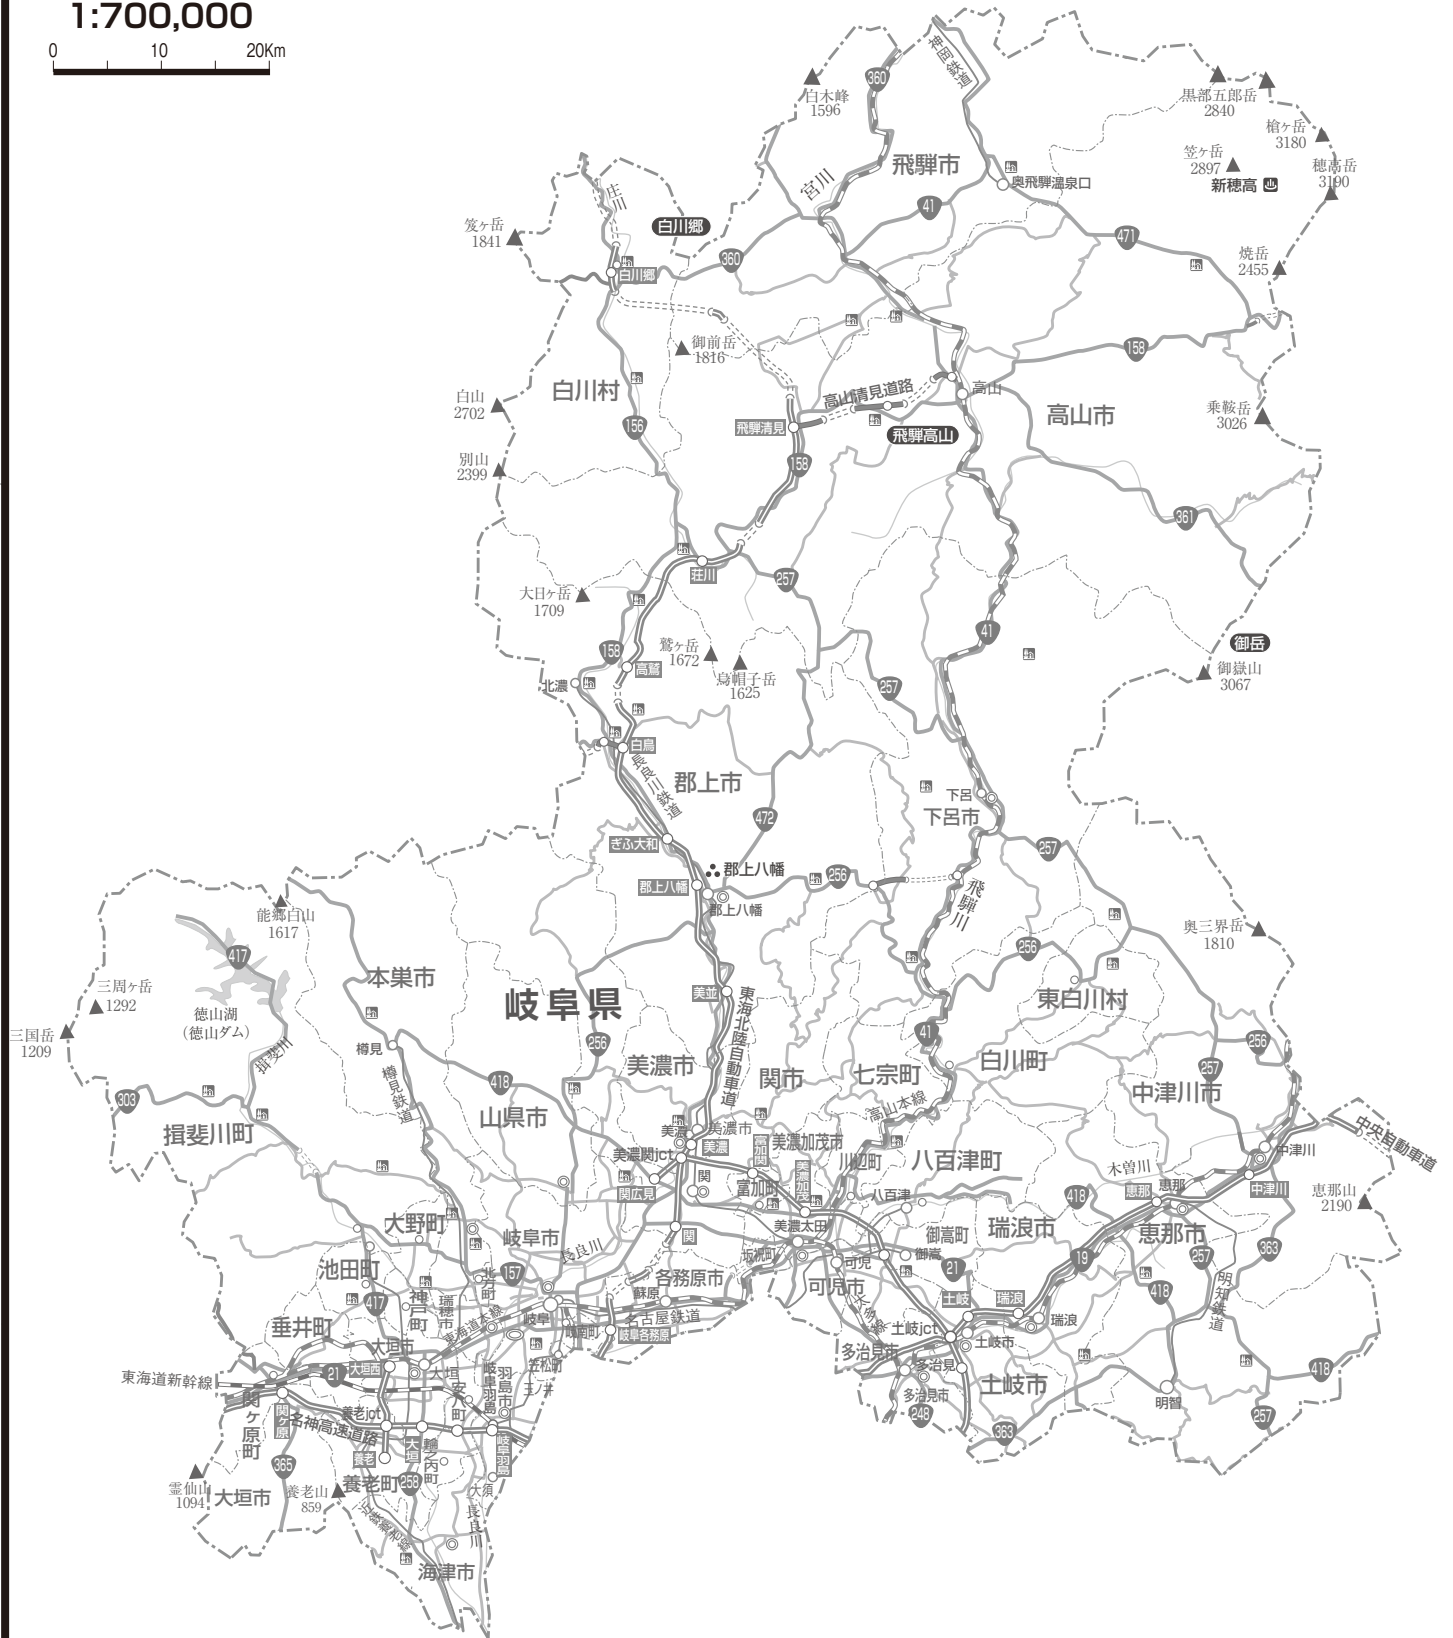 1:700,000
0 10 20Km
神岡鉄道
360
白木峰
1596
黒部五郎岳
2840
槍ヶ岳
3180
笠ヶ岳
2897
穂高岳
3190
新穂高
飛騨市
宮川
奥飛騨温泉口
庄川
41
白川郷
笈ヶ岳
1841
471
360
焼岳
2455
白川郷
御前岳
1816
158
白川村
高山清見道路
高山
白山
2702
高山市
乗鞍岳
3026
156
飛騨清見
飛騨高山
158
別山
2399
361
荘川
257
大日ヶ岳
1709
41
158
鷲ヶ岳
1672
御岳
高鷲
烏帽子岳
1625
御嶽山
3067
北濃
257
白鳥
長良川鉄道
郡上市
下呂
472
下呂市
ぎふ大和
257
郡上八幡
256
郡上八幡
郡上八幡
飛騨川
能郷白山
1617
奥三界岳
1810
417
256
本巣市
三周ヶ岳
1292
美並
東白川村
岐阜県
徳山湖
(徳山ダム)
東海北陸自動車道
三国岳
1209
41
揖斐川
樽見
256
256
白川町
美濃市
関市
七宗町
257
418
樽見鉄道
中津川市
303
高山本線
山県市
揖斐川町
美濃
美濃市
美濃
富加関
美濃加茂市
中央自動車道
美濃関jct
川辺町
八百津町
中津川
木曽川
関
関広見
富加町
美濃加茂
八百津
恵那
恵那
中津川
恵那山
2190
418
大野町
岐阜市
美濃太田
御嵩町
瑞浪市
恵那市
関
長良川
坂祝町
御嵩
19
363
可児
257
池田町
北方町
157
各務原市
21
可児市
418
明知鉄道
417
神戸町
瑞穂市
蘇原
土岐
瑞浪
太多線
東海道本線
岐阜
名古屋鉄道
瑞浪
垂井町
岐南町
岐阜各務原
土岐jct
土岐市
大垣市
多治見市
大垣西
笠松町
大垣
多治見
418
東海道新幹線
21
岐阜羽島
羽島市
玉ノ井
土岐市
安八町
多治見市
明智
関ヶ原町
関ヶ原
養老jct
248
257
名神高速道路
363
大垣
輪之内町
岐阜羽島
養老
365
養老町
258
霊仙山
1094
大垣市
養老山
859
大須
長良川
近鉄養老線
海津市